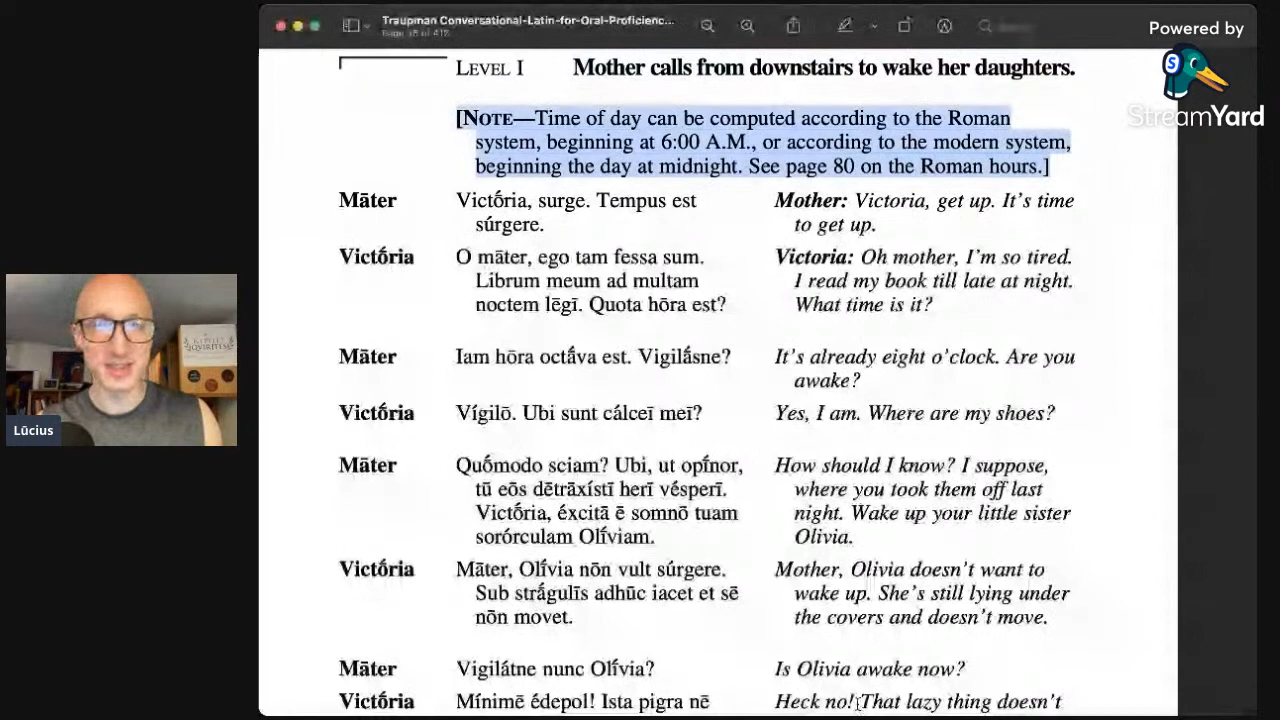 Traupman Conversational-Latin-for-Oral-Proficienc...
of 412
Powered by
StreamYard
LEVEL I Mother calls from downstairs to wake her daughters.
[NOTE—Time of day can be computed according to the Roman
system, beginning at 6:00 A.M., or according to the modern system,
beginning the day at midnight. See page 80 on the Roman hours.]
Māter Victṓria, surge. Tempus est Mother: Victoria, get up. It's time
súrgere. to get up.
Victṓria O māter, ego tam fessa sum. Victoria: Oh mother, I'm so tired.
Librum meum ad multam I read my book till late at night.
noctem lēgī. Quota hōra est? What time is it?
Māter Iam hōra octā́va est. Vigilā́sne? It's already eight o'clock. Are you
awake?
Victṓria Vígilō. Ubi sunt cálceī meī? Yes, I am. Where are my shoes?
Māter Quṓmodo sciam? Ubi, ut opī́nor, How should I know? I suppose,
tū eōs dētrāxístī herī vésperī. where you took them off last
Victṓria, éxcitā ē somnō tuam night. Wake up your little sister
sorórculam Olī́viam. Olivia.
Victṓria Māter, Olī́via nōn vult súrgere. Mother, Olivia doesn't want to
Sub strā́gulīs adhūc iacet et sē wake up. She's still lying under
nōn movet. the covers and doesn't move.
Māter Vigilátne nunc Olī́via? Is Olivia awake now?
Victṓria Mínimē édepol! Ista pigra nē Heck no! That lazy thing doesn't
Lūcius